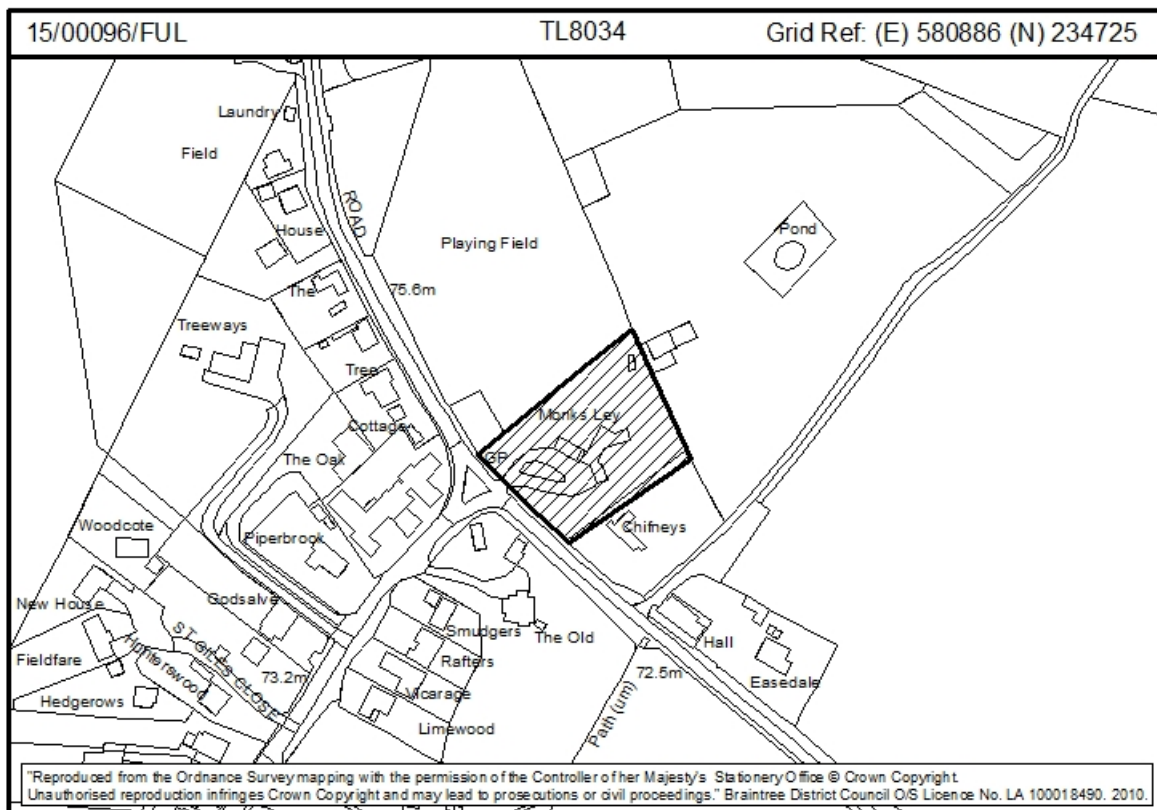 15/00096/FUL TL8034 Grid Ref: (E) 580886 (N) 234725
Laundry
Field
ROAD
House
Playing Field
Pond
The
75.6m
Treeways
Tree
Monks Ley
Cottage
GP
The Oak
Woodcote
Chifneys
Piperbrook
New House
Godsalve
Smudgers
The Old
Hall
ST GILES CLOSE
Hunterswood
Fieldfare
Rafters
73.2m
Vicarage
72.5m
Easedale
Hedgerows
Limewood
Path (um)
"Reproduced from the Ordnance Survey mapping with the permission of the Controller of her Majesty's Stationery Office © Crown Copyright.
Unauthorised reproduction infringes Crown Copyright and may lead to prosecutions or civil proceedings." Braintree District Council O/S Licence No. LA 100018490. 2010.